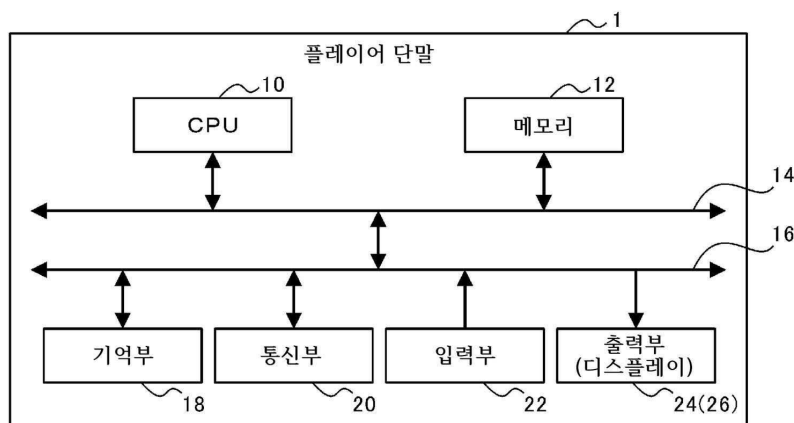 1
플레이어 단말
10
12
CPU
메모리
14
16
기억부
통신부
입력부
출력부
(디스플레이)
18
20
22
24(26)